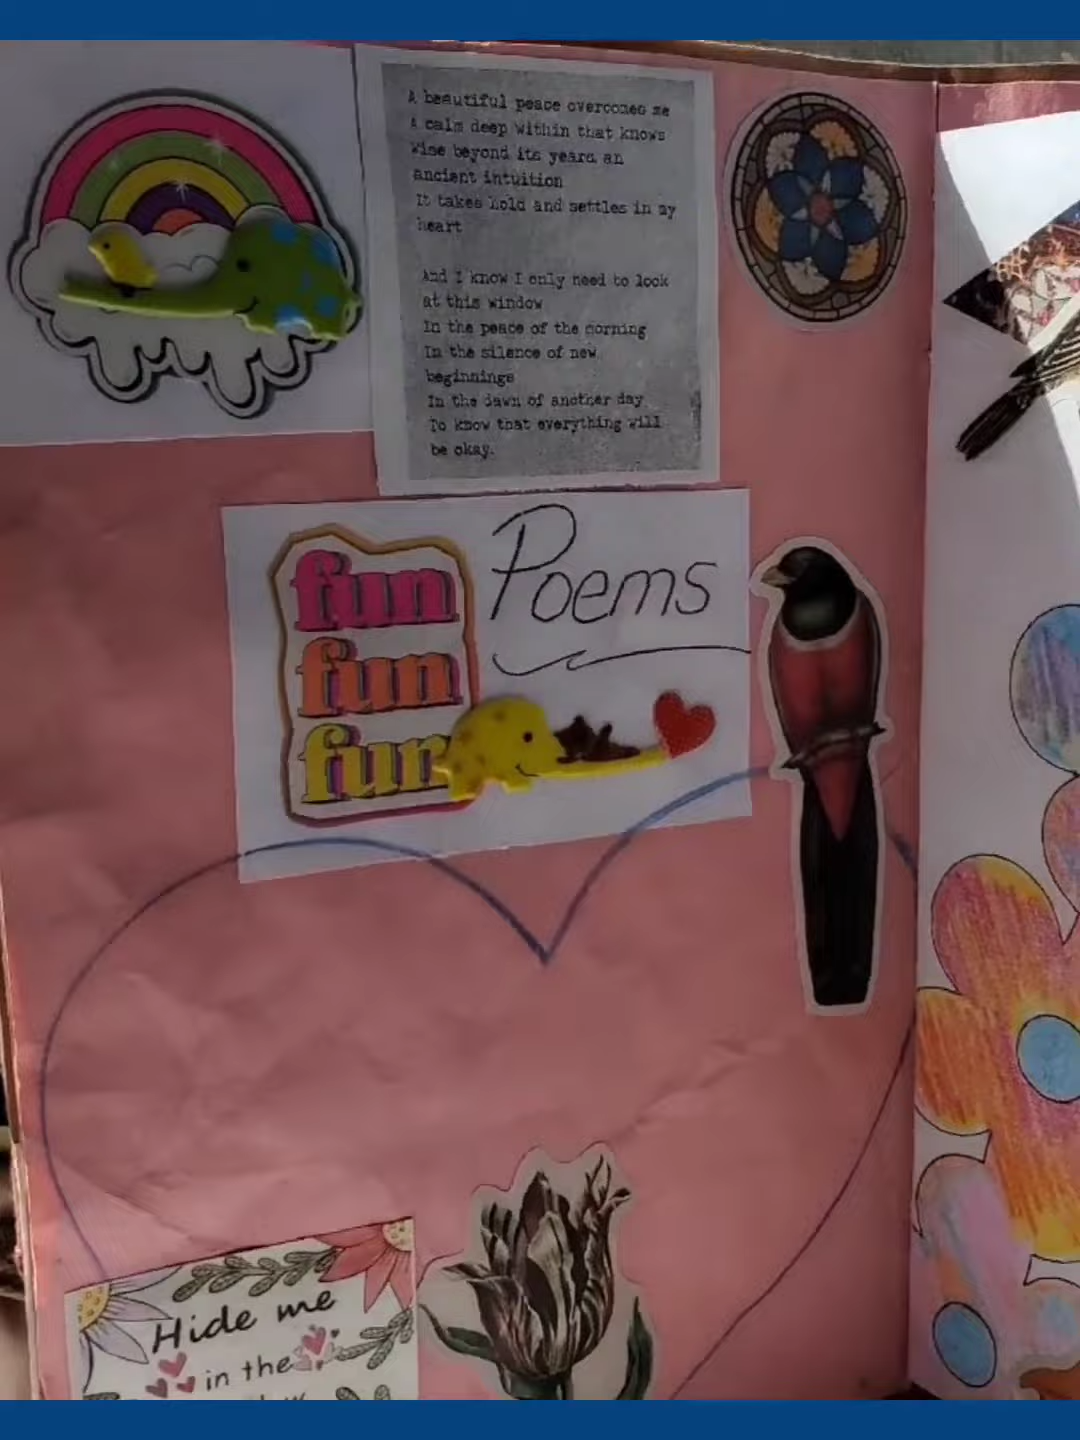 A beautiful peace overcomes me
A calm deep within that knows
Wise beyond its years an
ancient intuition
It takes hold and settles in my
heart
And I know I only need to look
at this window
In the peace of the morning
In the silence of new
beginnings
In the dawn of another day
To know that everything will
be okay.
Poems
fun
fun
fun
Hide me
in the